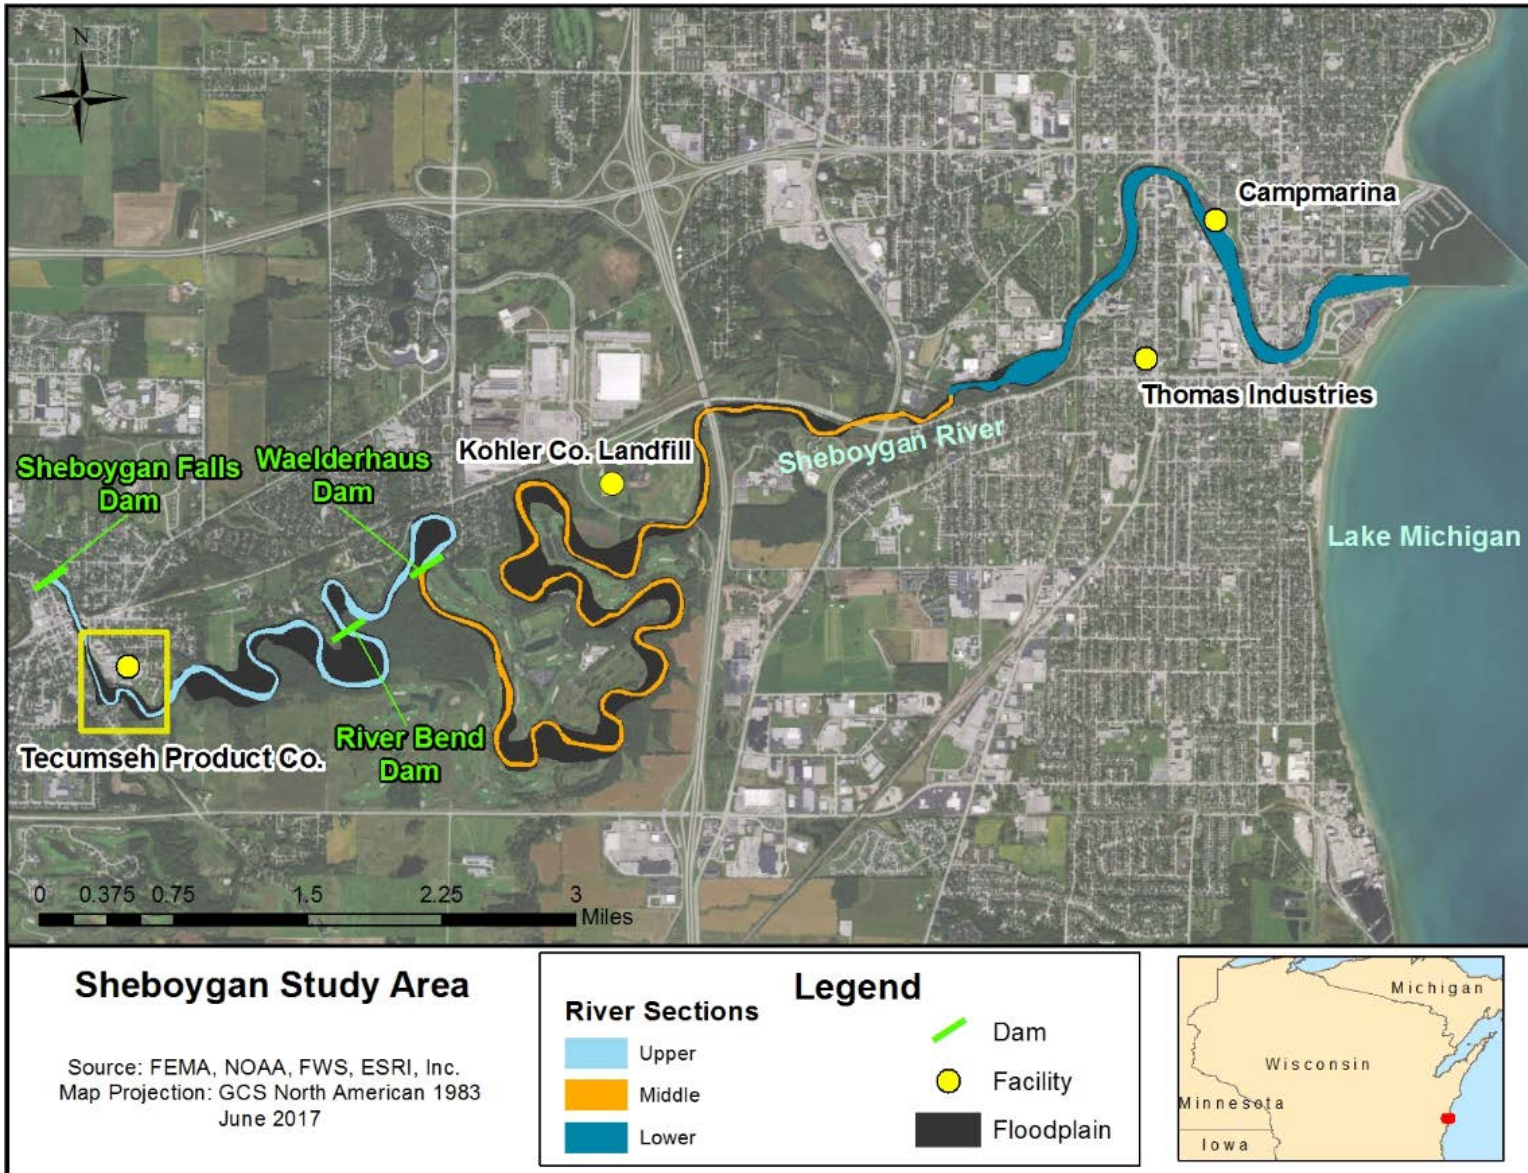 N
Campmarina
Thomas Industries
Kohler Co. Landfill
Sheboygan River
Sheboygan Falls
Dam
Waelderhaus
Dam
Lake Michigan
River Bend
Dam
Tecumseh Product Co.
0 0.375 0.75 1.5 2.25 3
Miles
Sheboygan Study Area
Source: FEMA, NOAA, FWS, ESRI, Inc.
Map Projection: GCS North American 1983
June 2017
Legend
River Sections
Upper
Middle
Lower
Dam
Facility
Floodplain
Michigan
Wisconsin
Minnesota
Iowa